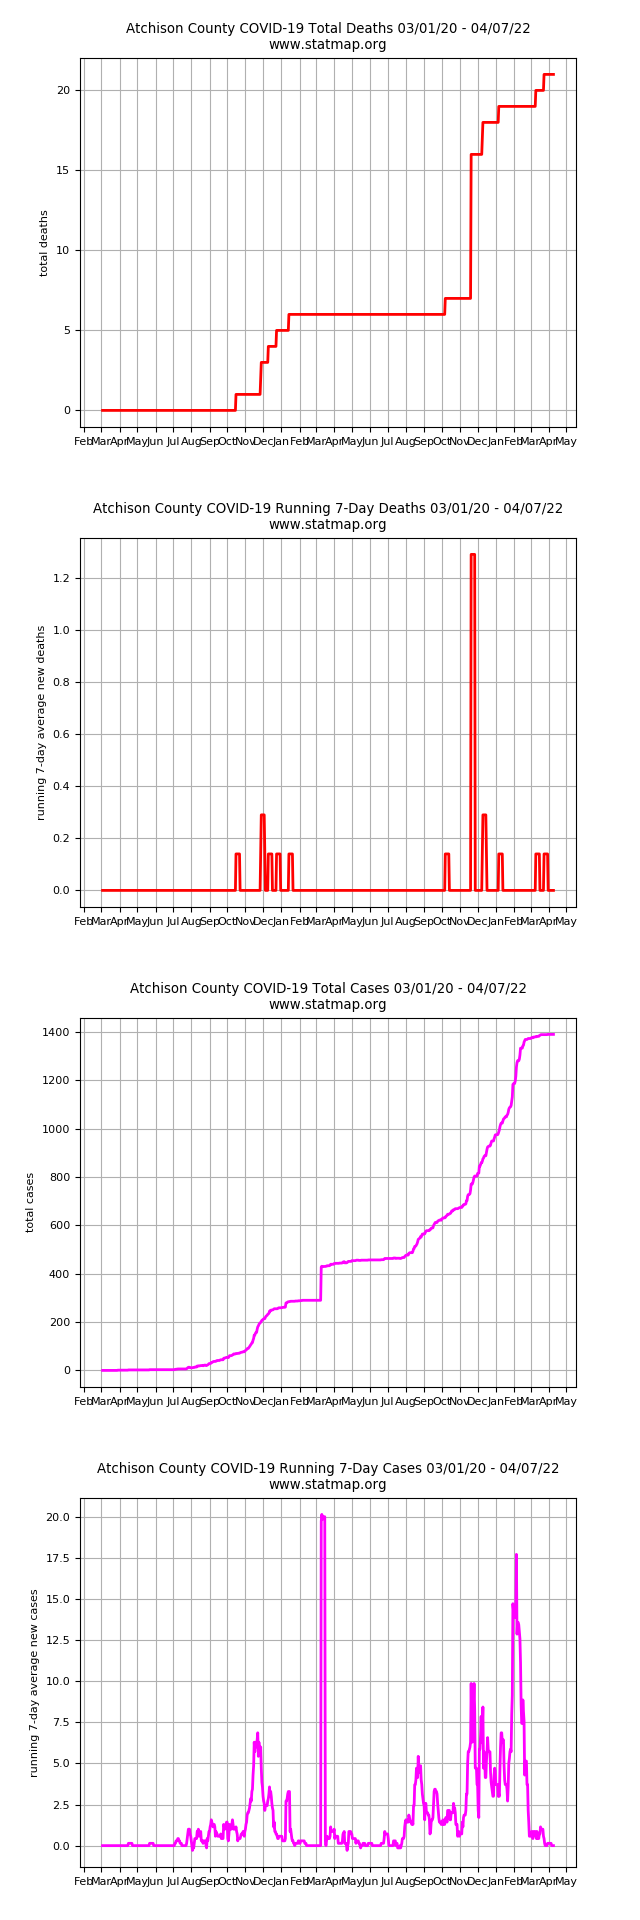 Atchison County COVID-19 Total Deaths 03/01/20 - 04/07/22
www.statmap.org
20
15
10
5
0
total deaths
Feb Mar Apr May Jun Jul Aug Sep Oct Nov Dec Jan Feb Mar Apr May Jun Jul Aug Sep Oct Nov Dec Jan Feb Mar Apr May
Atchison County COVID-19 Running 7-Day Deaths 03/01/20 - 04/07/22
www.statmap.org
1.2
1.0
0.8
0.6
0.4
0.2
0.0
running 7-day average new deaths
Feb Mar Apr May Jun Jul Aug Sep Oct Nov Dec Jan Feb Mar Apr May Jun Jul Aug Sep Oct Nov Dec Jan Feb Mar Apr May
Atchison County COVID-19 Total Cases 03/01/20 - 04/07/22
www.statmap.org
1400
1200
1000
800
600
400
200
0
total cases
Feb Mar Apr May Jun Jul Aug Sep Oct Nov Dec Jan Feb Mar Apr May Jun Jul Aug Sep Oct Nov Dec Jan Feb Mar Apr May
Atchison County COVID-19 Running 7-Day Cases 03/01/20 - 04/07/22
www.statmap.org
20.0
17.5
15.0
12.5
10.0
7.5
5.0
2.5
0.0
running 7-day average new cases
Feb Mar Apr May Jun Jul Aug Sep Oct Nov Dec Jan Feb Mar Apr May Jun Jul Aug Sep Oct Nov Dec Jan Feb Mar Apr May